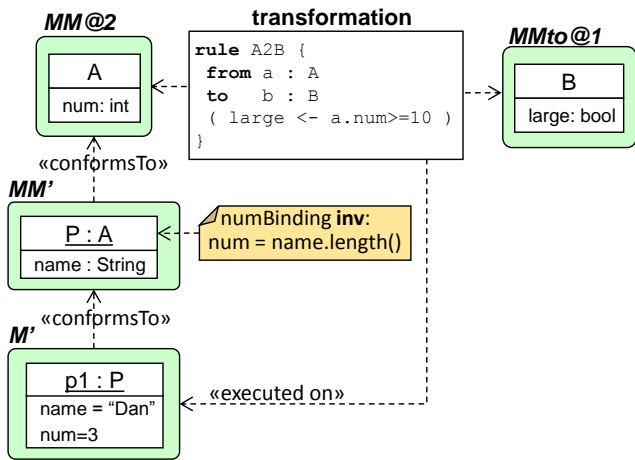 transformation
MM@2
A
num: int
rule A2B {
from a : A
to b : B
( large <- a.num>=10 )
}
MMto@1
B
large: bool
«conformsTo»
MM'
P : A
name : String
numBinding inv:
num = name.length()
«conformsTo»
M'
p1 : P
name = “Dan”
num=3
«executed on»